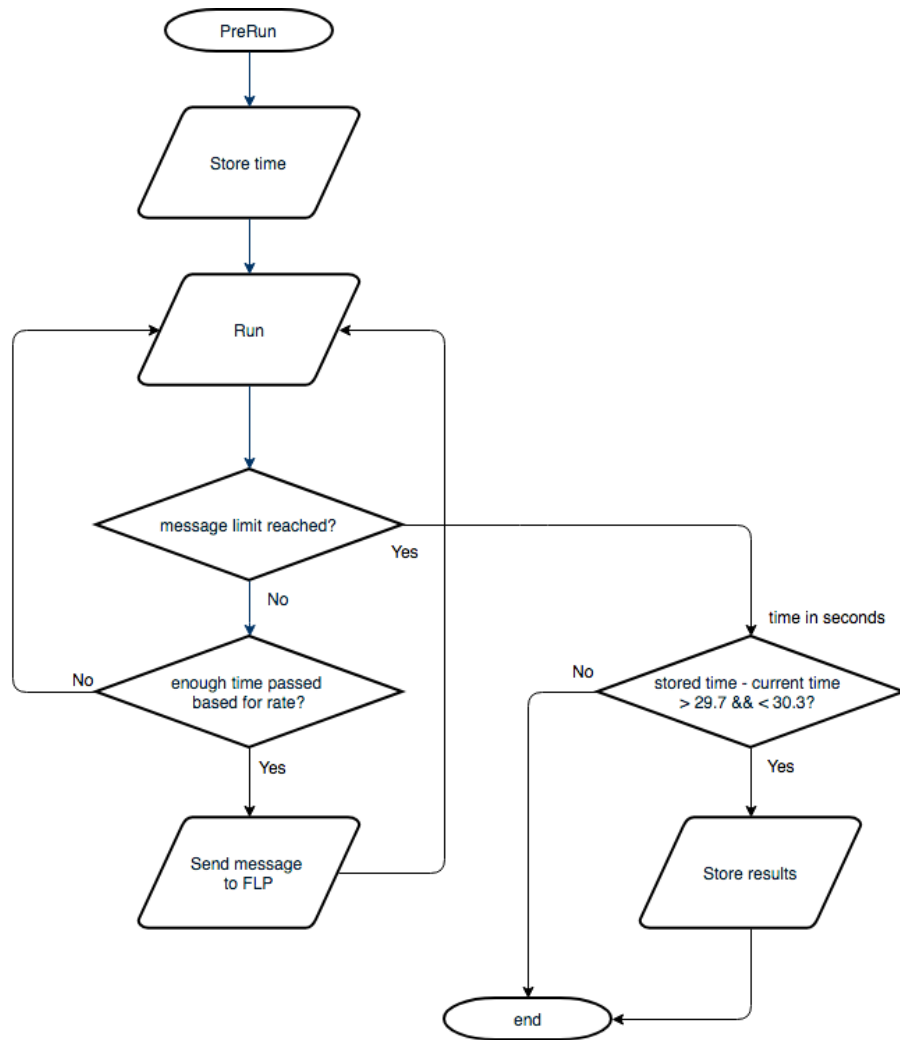 PreRun
Store time
Run
message limit reached?
Yes
No
time in seconds
No
enough time passed
based for rate?
No
stored time - current time
> 29.7 && < 30.3?
Yes
Yes
Send message
to FLP
Store results
end